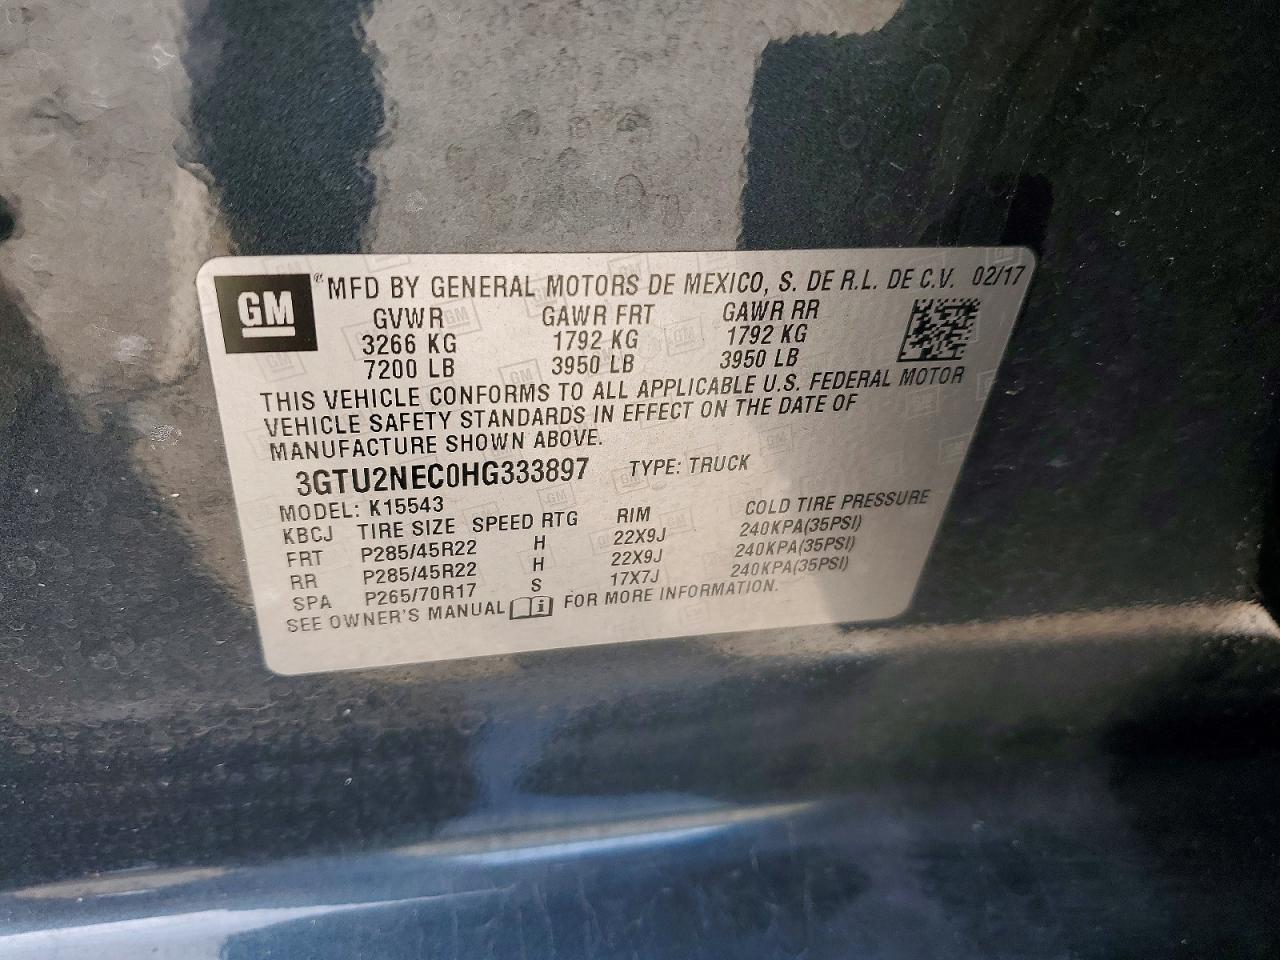 GM MFD BY GENERAL MOTORS DE MEXICO, S. DE R.L. DE C.V. 02/17
GVWR GAWR FRT GAWR RR
3266 KG 1792 KG 1792 KG
7200 LB 3950 LB 3950 LB
THIS VEHICLE CONFORMS TO ALL APPLICABLE U.S. FEDERAL MOTOR
VEHICLE SAFETY STANDARDS IN EFFECT ON THE DATE OF
MANUFACTURE SHOWN ABOVE.
3GTU2NEC0HG333897 TYPE: TRUCK
MODEL: K15543
KBCJ TIRE SIZE SPEED RTG RIM COLD TIRE PRESSURE
FRT P285/45R22 H 22X9J 240KPA(35PSI)
RR P285/45R22 H 22X9J 240KPA(35PSI)
SPA P265/70R17 S 17X7J 240KPA(35PSI)
SEE OWNER'S MANUAL FOR MORE INFORMATION.